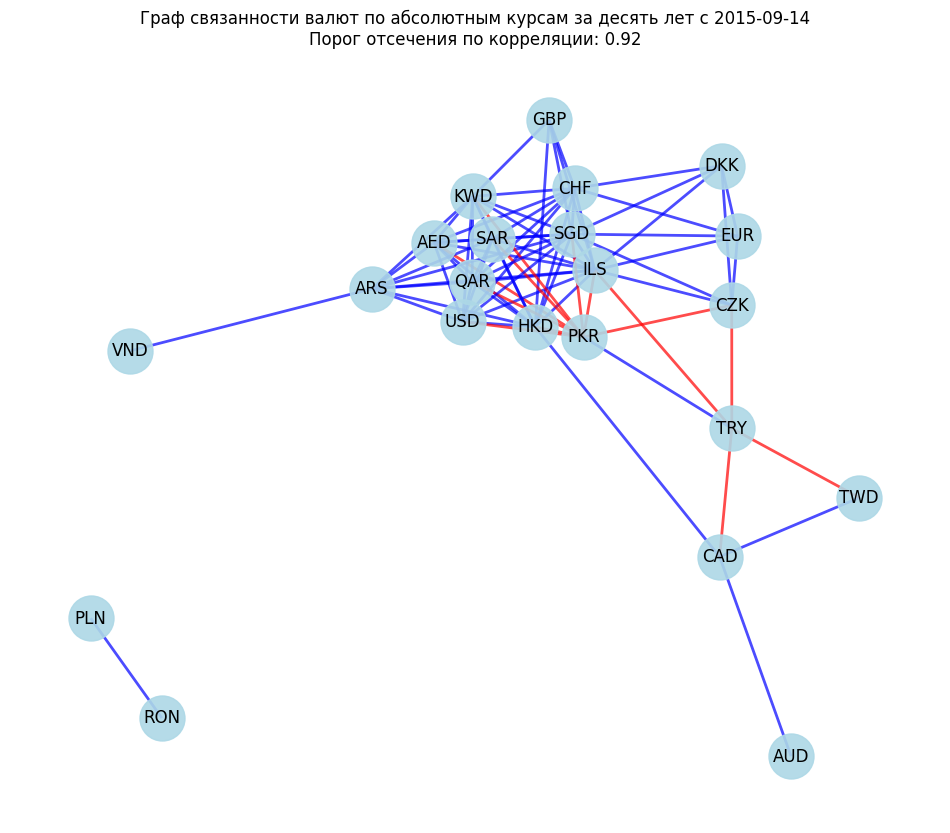 Граф связанности валют по абсолютным курсам за десять лет с 2015-09-14
Порог отсечения по корреляции: 0.92
GBP
DKK
CHF
KWD
SGD
EUR
SAR
AED
ILS
QAR
ARS
CZK
USD
HKD
PKR
VND
TRY
TWD
CAD
PLN
RON
AUD